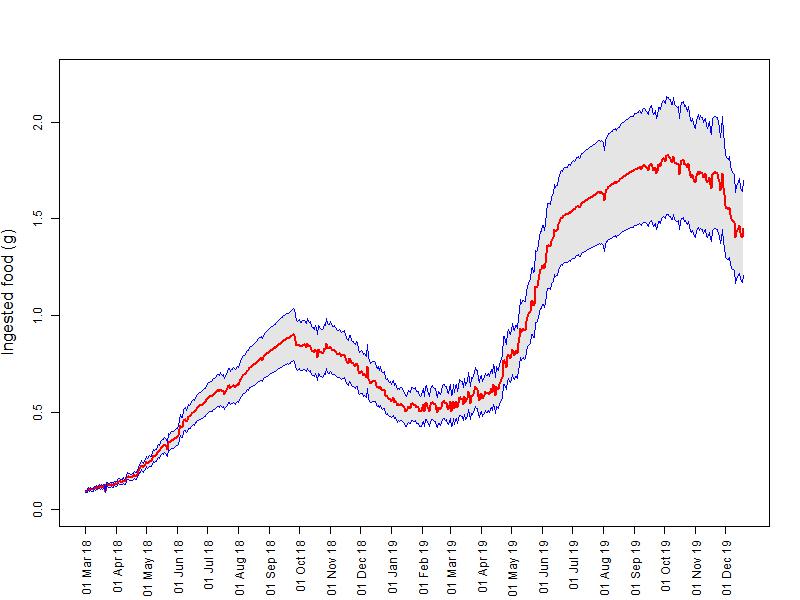 Ingested food (g)
2.0
1.5
1.0
0.5
0.0
01 Mar 18
01 Apr 18
01 May 18
01 Jun 18
01 Jul 18
01 Aug 18
01 Sep 18
01 Oct 18
01 Nov 18
01 Dec 18
01 Jan 19
01 Feb 19
01 Mar 19
01 Apr 19
01 May 19
01 Jun 19
01 Jul 19
01 Aug 19
01 Sep 19
01 Oct 19
01 Nov 19
01 Dec 19